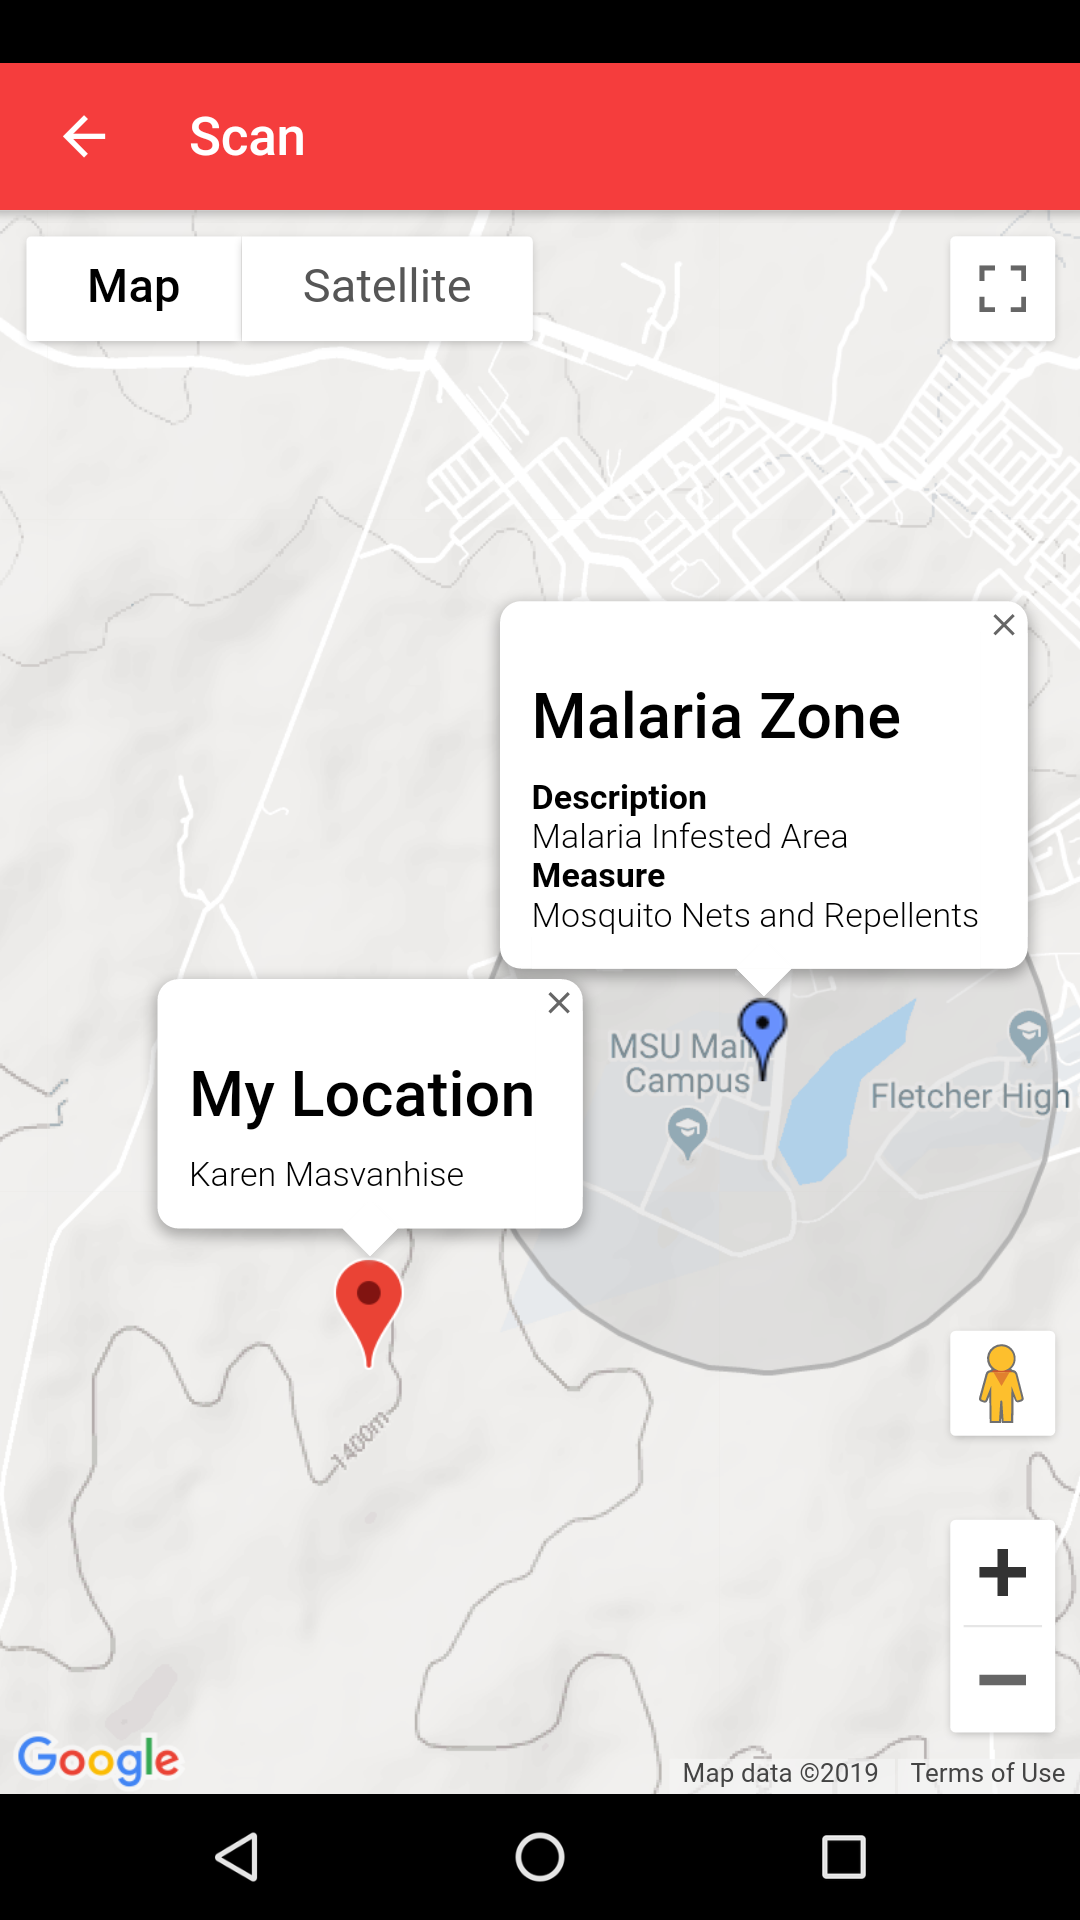 Scan
Map
Satellite
Malaria Zone
Description
Malaria Infested Area
Measure
Mosquito Nets and Repellents
MSU Main
Campus
Fletcher High
My Location
Karen Masvanhise
1400m
Google
Map data ©2019
Terms of Use